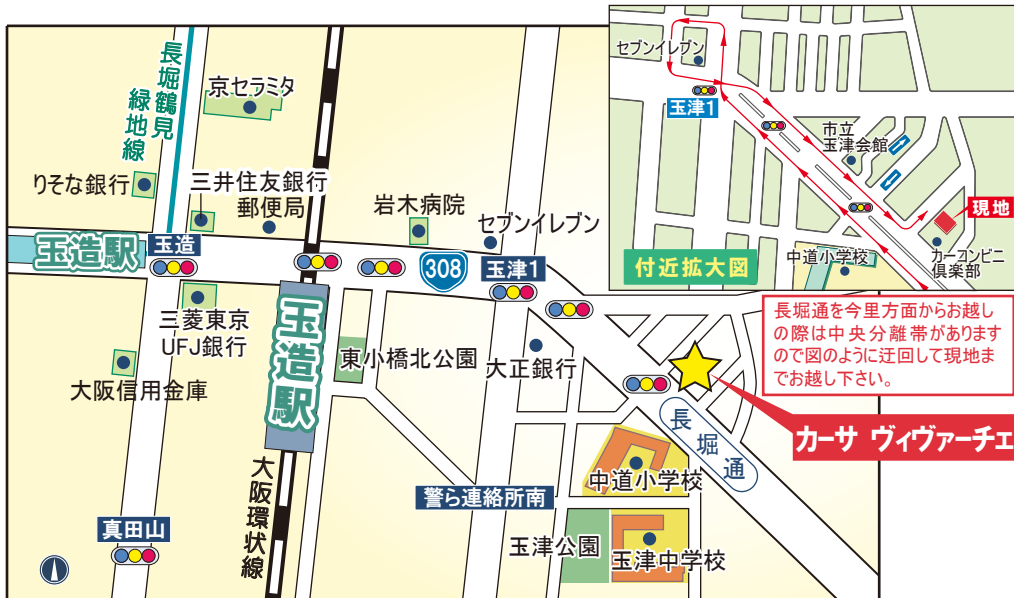 長堀鶴見
緑地線
京セラミタ
りそな銀行
三井住友銀行
郵便局
岩木病院
セブンイレブン
玉造駅
玉造
308
玉津1
三菱東京
UFJ銀行
玉造駅
東小橋北公園
大正銀行
大阪信用金庫
長堀通
中道小学校
警ら連絡所南
大阪環状線
真田山
玉津公園
玉津中学校
セブンイレブン
玉津1
市立
玉津会館
現地
中道小学校
カーコンビニ
倶楽部
付近拡大図
長堀通を今里方面からお越し
の際は中央分離帯があります
ので図のように迂回して現地ま
でお越し下さい。
カーサ ヴィヴァーチェ